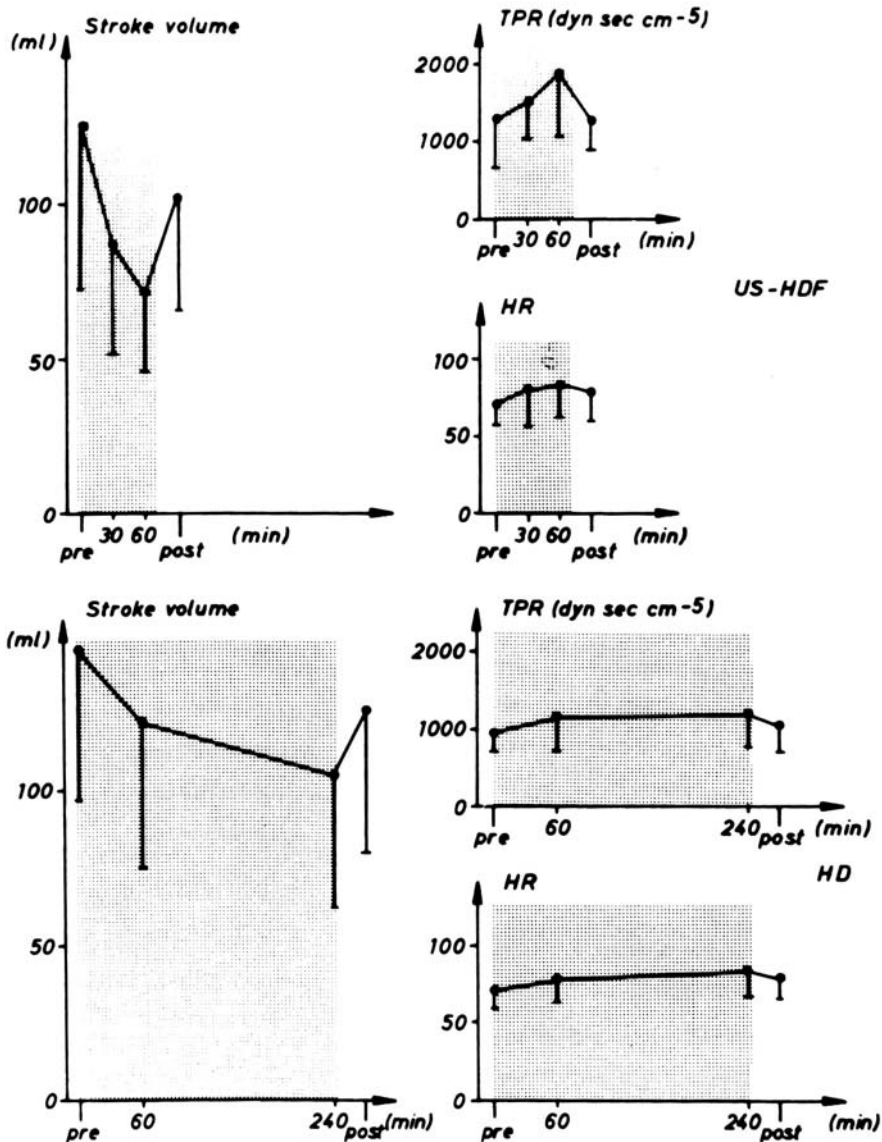 Stroke volume
(ml)
100
50
0
pre 30 60 post (min)
TPR (dyn sec cm-5)
2000
1000
0
pre 30 60 post (min)
US-HDF
HR
100
50
0
pre 30 60 post (min)
Stroke volume
(ml)
100
50
0
pre 60 240 post (min)
TPR (dyn sec cm-5)
2000
1000
0
pre 60 240 post (min)
HR
HD
100
50
0
pre 60 240 post (min)